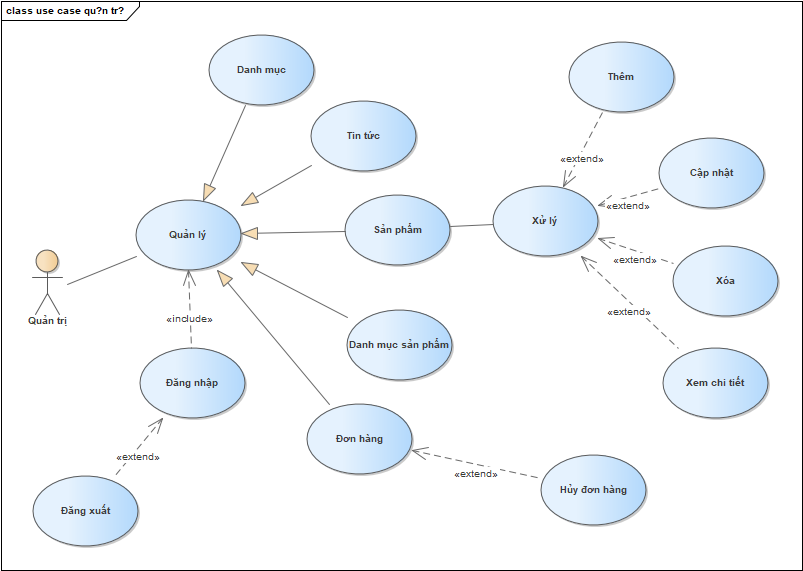 class use case qu?n tr?
Danh mục
Thêm
Tin tức
«extend»
Cập nhật
«extend»
Quản lý
Sản phẩm
Xử lý
«extend»
Xóa
Quản trị
«include»
«extend»
Danh mục sản phẩm
Đăng nhập
Xem chi tiết
Đơn hàng
«extend»
«extend»
Hủy đơn hàng
Đăng xuất